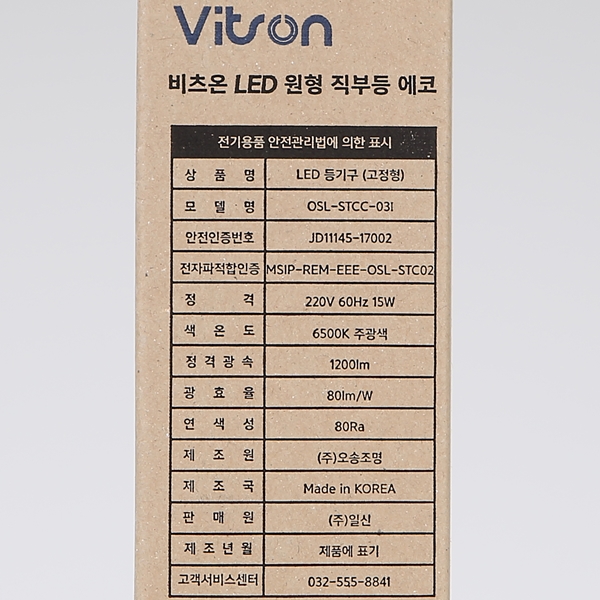 Vitson
비츠온 LED 원형 직부등 에코
전기용품 안전관리법에 의한 표시
상 품 명 LED 등기구 (고정형)
모 델 명 OSL-STCC-03I
안전인증번호 JD11145-17002
전자파적합인증 MSIP-REM-EEE-OSL-STC02
정 격 220V 60Hz 15W
색 온 도 6500K 주광색
정 격 광 속 1200lm
광 효 율 80lm/W
연 색 성 80Ra
제 조 원 (주)오송조명
제 조 국 Made in KOREA
판 매 원 (주)일신
제 조 년 월 제품에 표기
고객서비스센터 032-555-8841